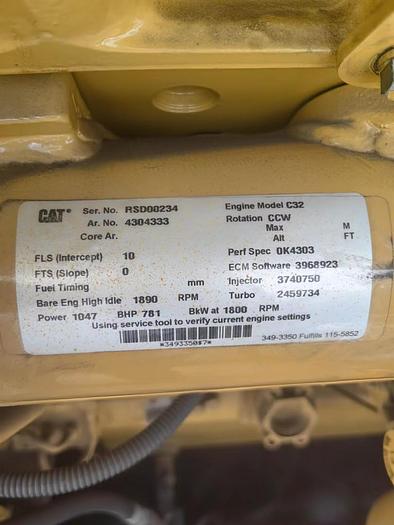 CAT® Ser. No. RSD00234 Engine Model C32
Ar. No. 4304333 Rotation CCW
Core Ar. Max M
Alt FT
FLS (Intercept) 10 Perf Spec 0K4303
FTS (Slope) 0 ECM Software 3968923
Fuel Timing mm Injector 3740750
Bare Eng High Idle 1890 RPM Turbo 2459734
Power 1047 BHP 781 BkW at 1800 RPM
Using service tool to verify current engine settings
*3493350$7* 349-3350 Fulfills 115-5852